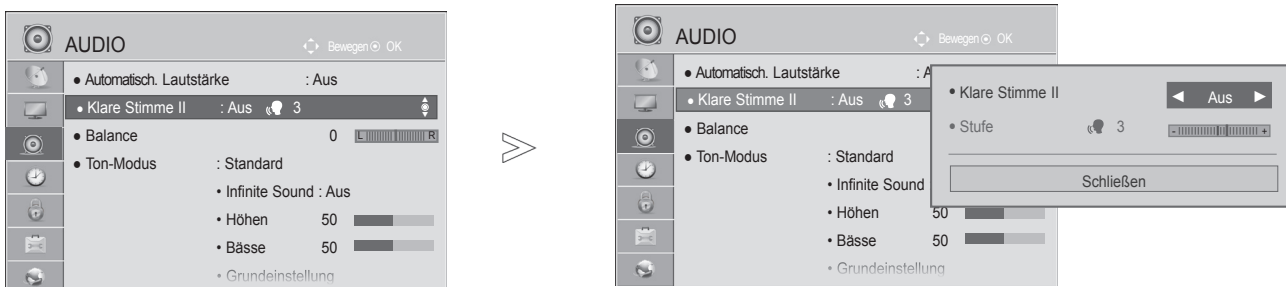 AUDIO
Bewegen OK
• Automatisch. Lautstärke : Aus
• Klare Stimme II : Aus 3
• Balance 0 L R
• Ton-Modus : Standard
• Infinite Sound : Aus
• Höhen 50
• Bässe 50
• Grundeinstellung
AUDIO
Bewegen OK
• Automatisch. Lautstärke : A
• Klare Stimme II : Aus 3
• Balance
• Ton-Modus : Standard
• Infinite Sound
• Höhen 50
• Bässe 50
• Grundeinstellung
• Klare Stimme II ◀ Aus ▶
• Stufe 3 - +
Schließen